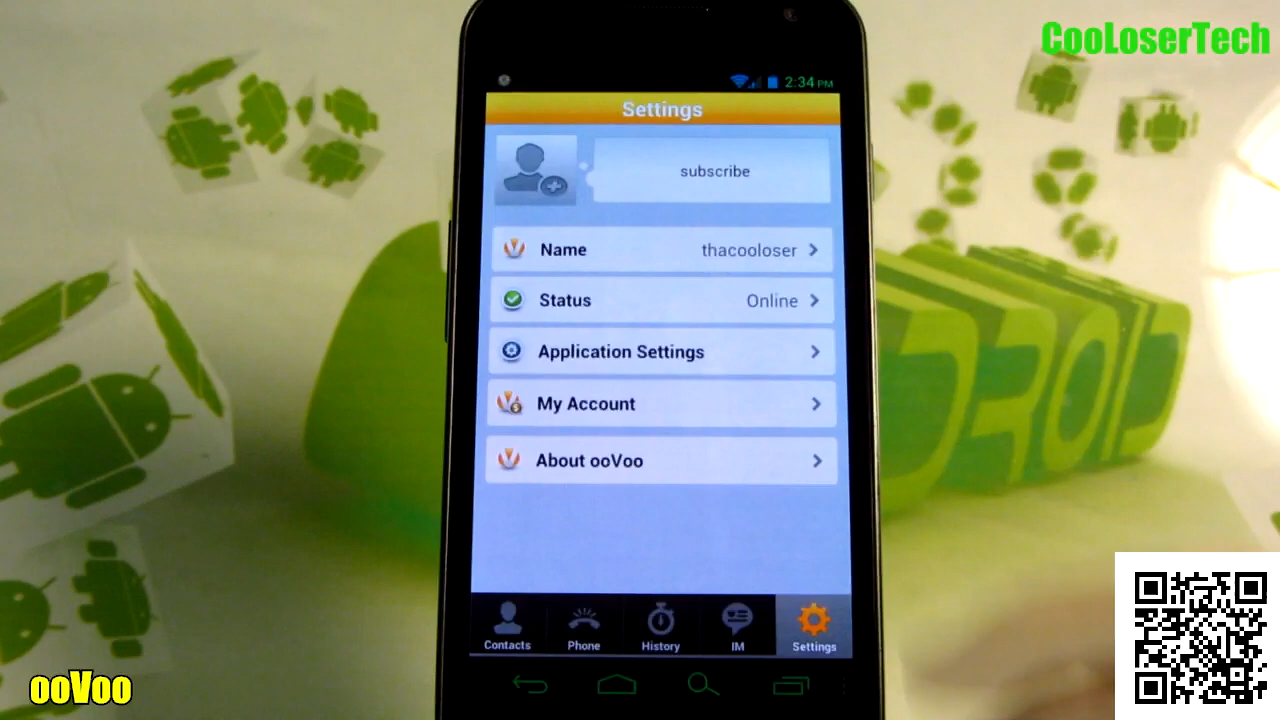 CooLoserTech
2:34 PM
Settings
subscribe
Name thacooloser
Status Online
Application Settings
My Account
About ooVoo
Contacts Phone History IM Settings
DROID
ooVoo